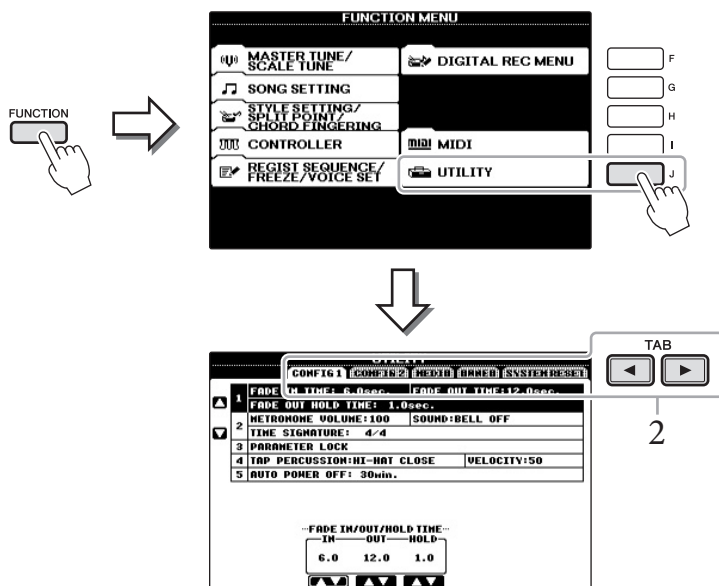 FUNCTION MENU
MASTER TUNE/
SCALE TUNE
DIGITAL REC MENU
F
SONG SETTING
G
FUNCTION
STYLE SETTING/
SPLIT POINT/
CHORD FINGERING
H
CONTROLLER
MIDI MIDI
I
REGIST SEQUENCE/
FREEZE/VOICE SET
UTILITY
J
UTILITY
TAB
CONFIG 1 CONFIG 2 MEDIA OWNER SYSTEM RESET
1 FADE IN TIME: 6.0sec. FADE OUT TIME:12.0sec.
FADE OUT HOLD TIME: 1.0sec.
2 METRONOME VOLUME:100 SOUND:BELL OFF
TIME SIGNATURE: 4/4
2
3 PARAMETER LOCK
4 TAP PERCUSSION:HI-HAT CLOSE VELOCITY:50
5 AUTO POWER OFF: 30min.
FADE IN/OUT/HOLD TIME
IN OUT HOLD
6.0 12.0 1.0